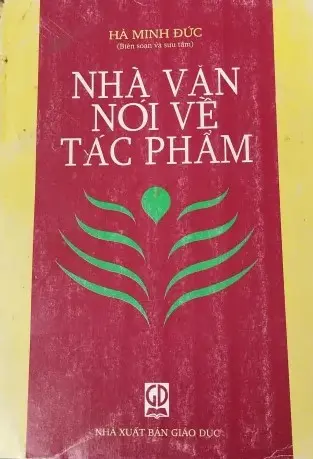 HÀ MINH ĐỨC
(Biên soạn và sưu tầm)
NHÀ VĂN
NÓI VỀ
TÁC PHẨM
GD
NHÀ XUẤT BẢN GIÁO DỤC